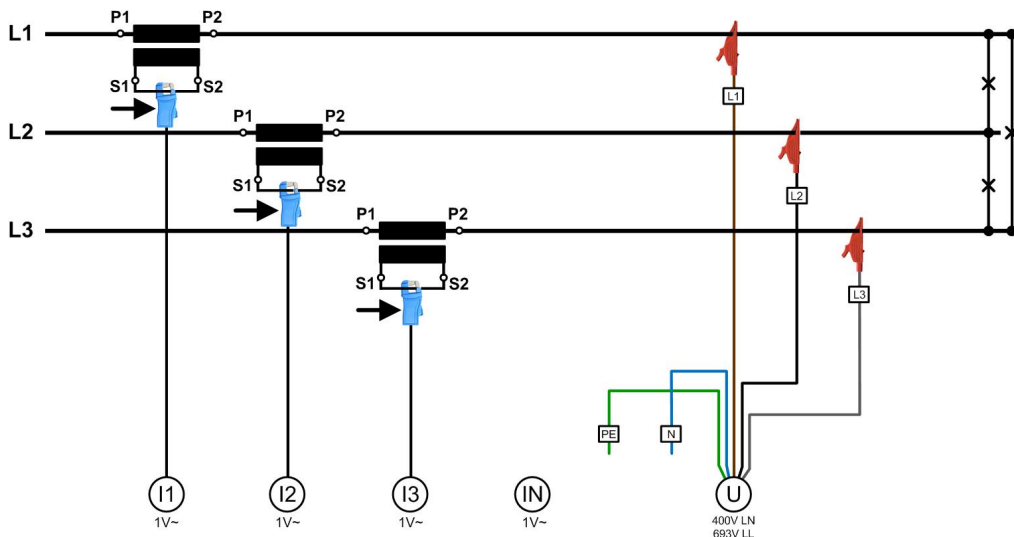 P1 P2
L1
S1 S2
L1
P1 P2
L2
S1 S2
L2
P1 P2
L3
S1 S2
L3
PE N
I1 I2 I3 IN U
1V~ 1V~ 1V~ 1V~ 400V LN
693V LL